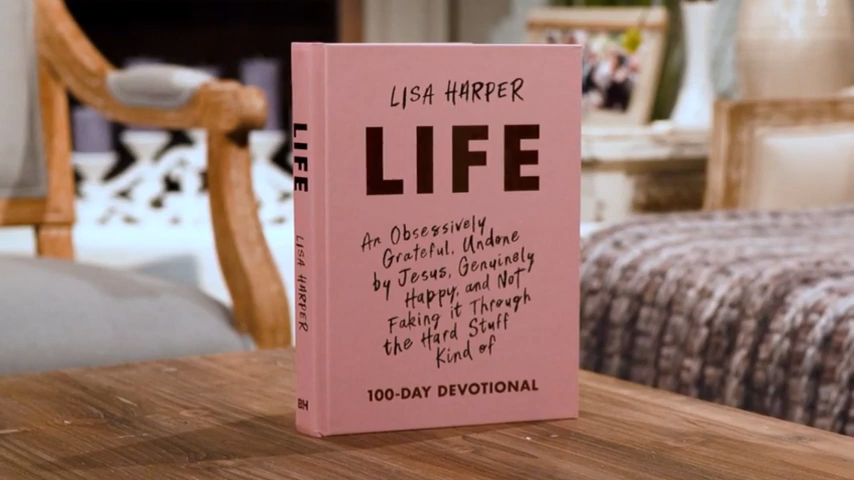 LISA HARPER
LIFE
An Obsessively
Grateful, Undone
by Jesus, Genuinely
Happy, and Not
Faking it Through
the Hard Stuff
Kind of
100-DAY DEVOTIONAL
LIFE
LISA HARPER
B&H